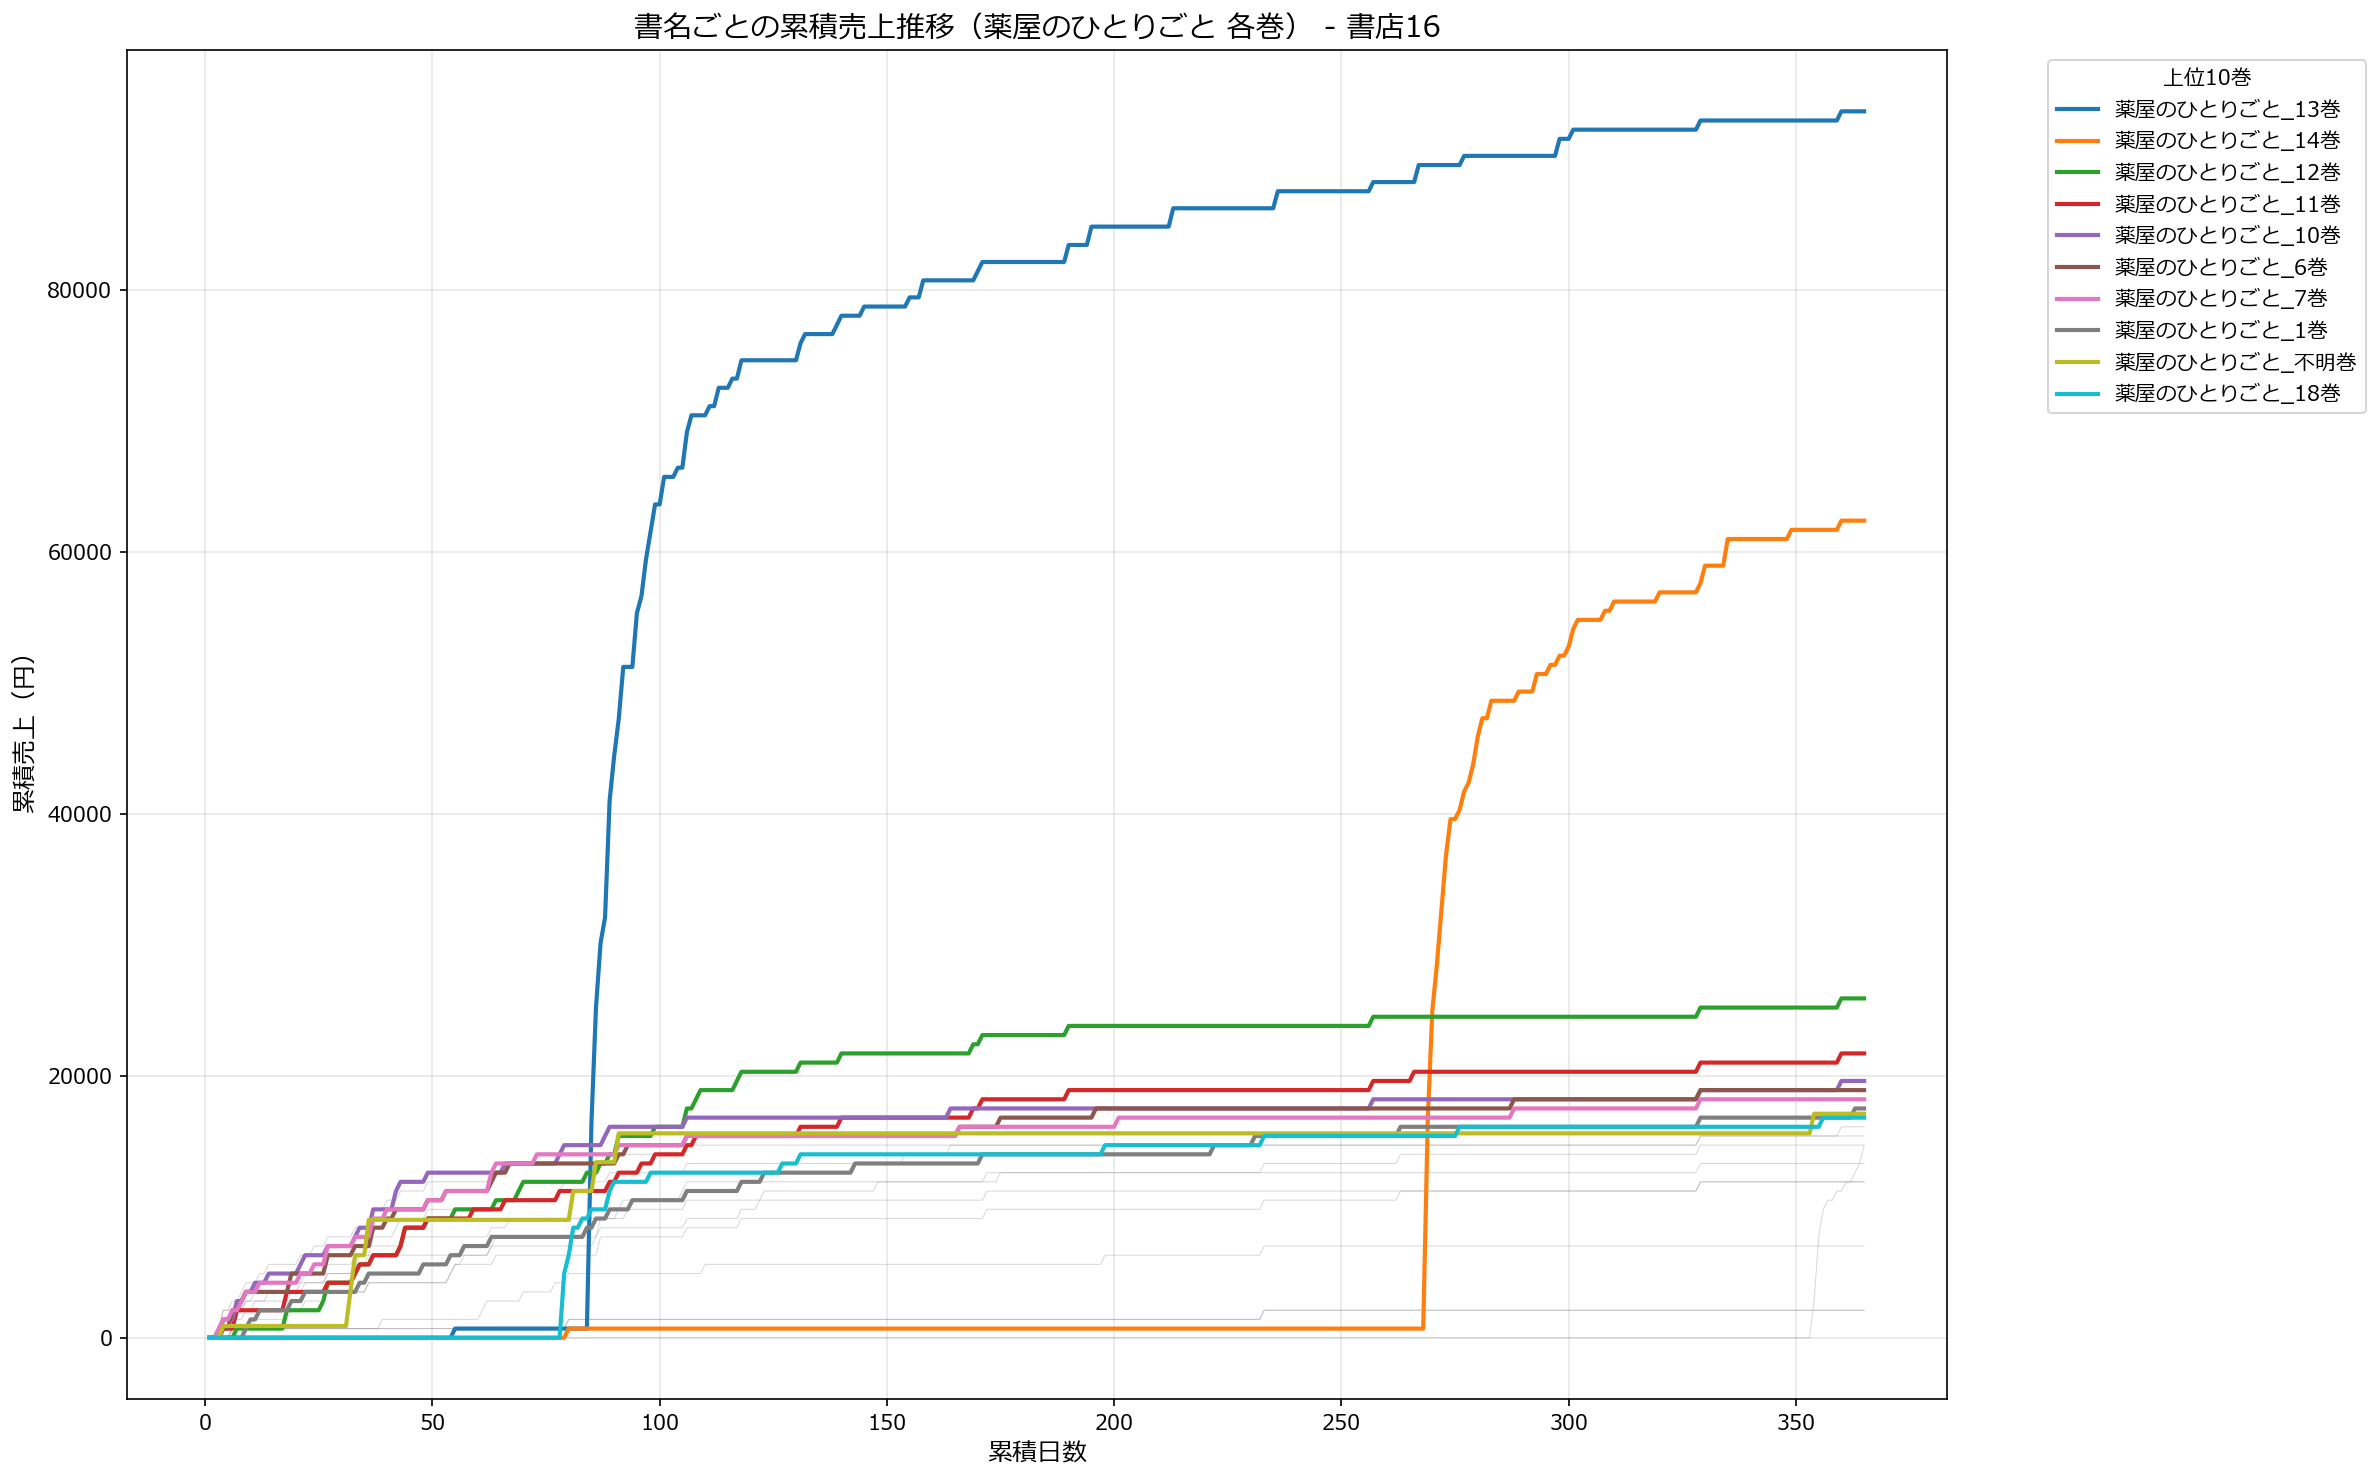 書名ごとの累積売上推移（薬屋のひとりごと 各巻） - 書店16
上位10巻
薬屋のひとりごと_13巻
薬屋のひとりごと_14巻
薬屋のひとりごと_12巻
薬屋のひとりごと_11巻
薬屋のひとりごと_10巻
薬屋のひとりごと_6巻
薬屋のひとりごと_7巻
薬屋のひとりごと_1巻
薬屋のひとりごと_不明巻
薬屋のひとりごと_18巻
累積売上（円）
80000
60000
40000
20000
0
0 50 100 150 200 250 300 350
累積日数